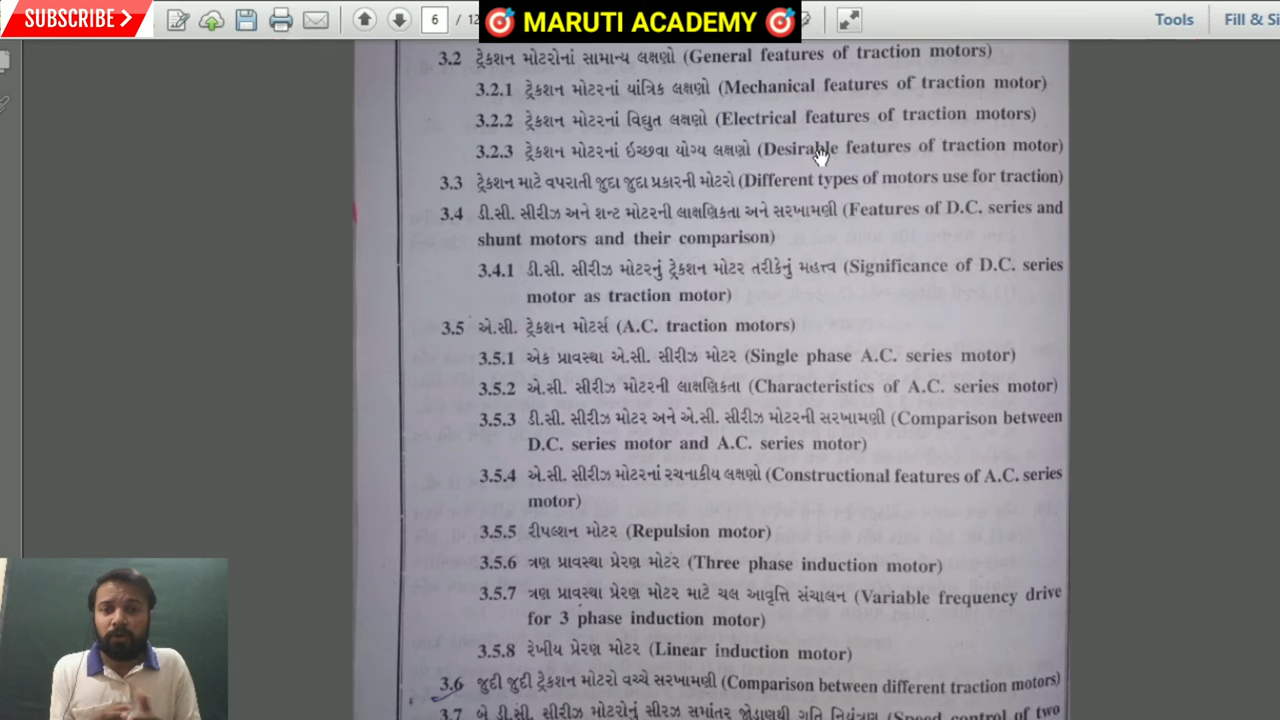 SUBSCRIBE
6 / 12
MARUTI ACADEMY
Tools
Fill & Si
3.2 ટ્રેકશન મોટરોનાં સામાન્ય લક્ષણો (General features of traction motors)
3.2.1 ટ્રેકશન મોટરનાં યાંત્રિક લક્ષણો (Mechanical features of traction motor)
3.2.2 ટ્રેકશન મોટરનાં વિદ્યુત લક્ષણો (Electrical features of traction motors)
3.2.3 ટ્રેકશન મોટરનાં ઇચ્છવા યોગ્ય લક્ષણો (Desirable features of traction motor)
3.3 ટ્રેકશન માટે વપરાતી જુદા જુદા પ્રકારની મોટરો (Different types of motors use for traction)
3.4 ડી.સી. સીરીઝ અને શન્ટ મોટરની લાક્ષણિકતા અને સરખામણી (Features of D.C. series and
shunt motors and their comparison)
3.4.1 ડી.સી. સીરીઝ મોટરનું ટ્રેકશન મોટર તરીકેનું મહત્ત્વ (Significance of D.C. series
motor as traction motor)
3.5 એ.સી. ટ્રેકશન મોટર્સ (A.C. traction motors)
3.5.1 એક પ્રાવસ્થા એ.સી. સીરીઝ મોટર (Single phase A.C. series motor)
3.5.2 એ.સી. સીરીઝ મોટરની લાક્ષણિકતા (Characteristics of A.C. series motor)
3.5.3 ડી.સી. સીરીઝ મોટર અને એ.સી. સીરીઝ મોટરની સરખામણી (Comparison between
D.C. series motor and A.C. series motor)
3.5.4 એ.સી. સીરીઝ મોટરનાં રચનાકીય લક્ષણો (Constructional features of A.C. series
motor)
3.5.5 રીપલ્શન મોટર (Repulsion motor)
3.5.6 ત્રણ પ્રાવસ્થા પ્રેરણ મોટર (Three phase induction motor)
3.5.7 ત્રણ પ્રાવસ્થા પ્રેરણ મોટર માટે ચલ આવૃત્તિ સંચાલન (Variable frequency drive
for 3 phase induction motor)
3.5.8 રેખીય પ્રેરણ મોટર (Linear induction motor)
3.6 જુદી જુદી ટ્રેકશન મોટરો વચ્ચે સરખામણી (Comparison between different traction motors)
3.7 બે ડી.સી. સીરીઝ મોટરોનું સીરઝ સમાંતર જોડાણથી ગતિ નિયંત્રણ (Speed control of two